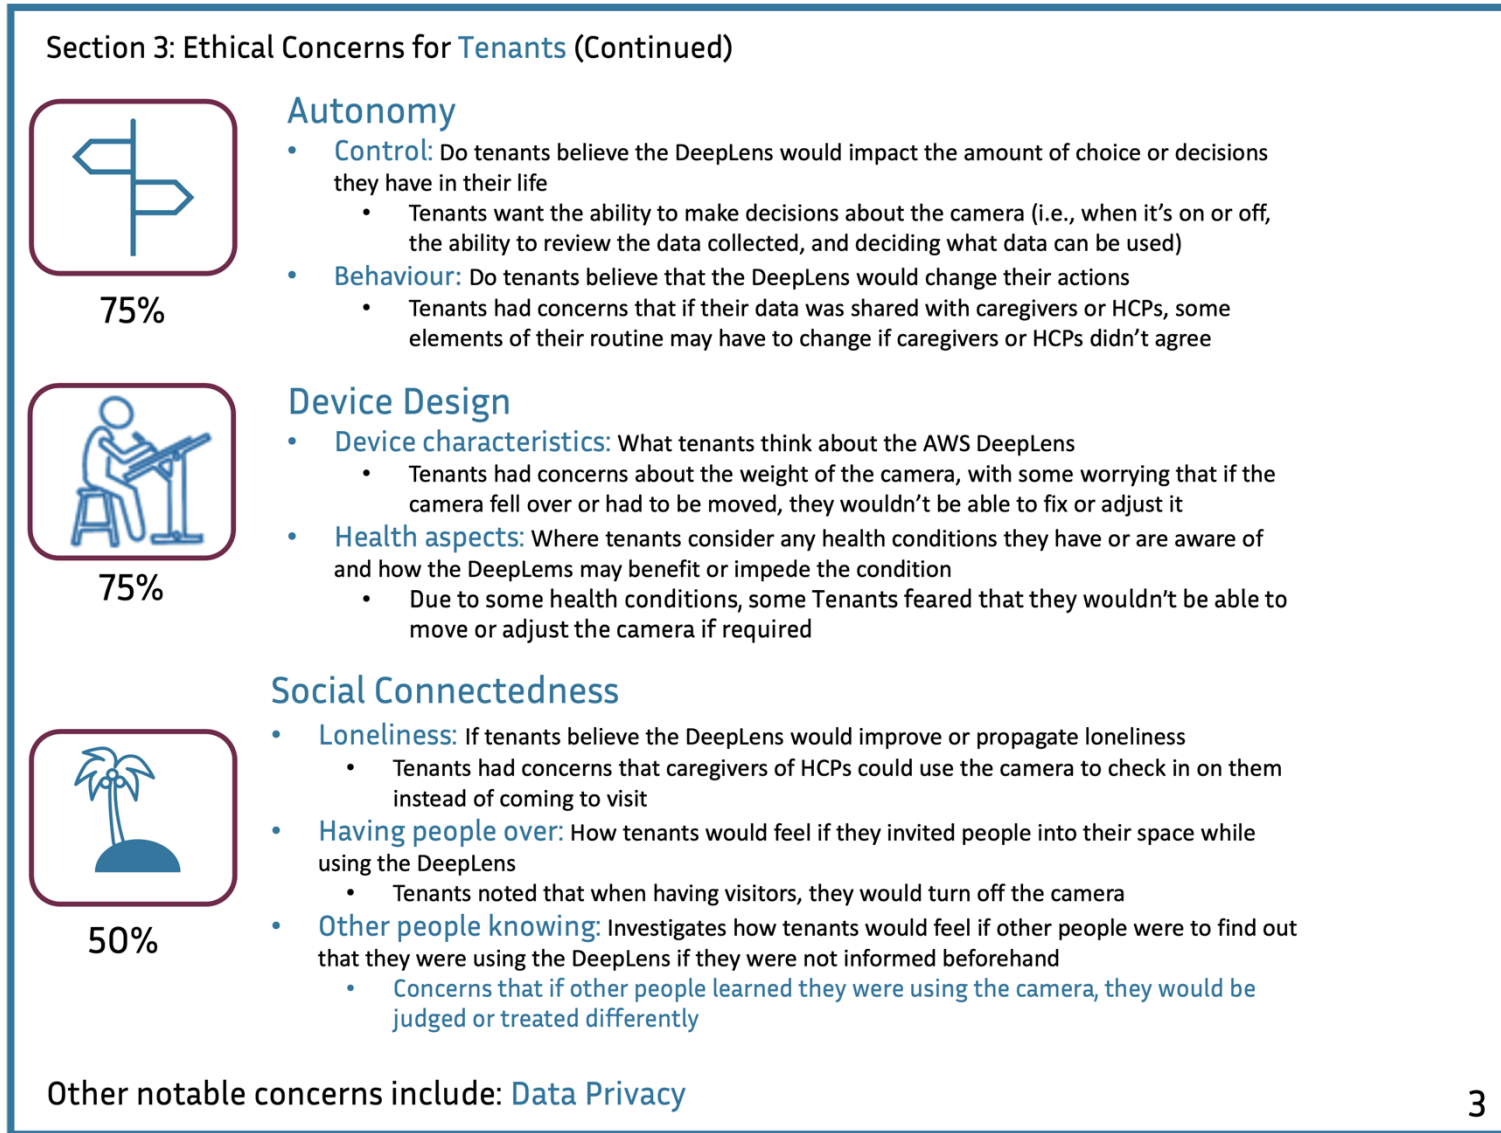 Section 3: Ethical Concerns for Tenants (Continued)
Autonomy
• Control: Do tenants believe the DeepLens would impact the amount of choice or decisions
they have in their life
• Tenants want the ability to make decisions about the camera (i.e., when it's on or off,
the ability to review the data collected, and deciding what data can be used)
• Behaviour: Do tenants believe that the DeepLens would change their actions
• Tenants had concerns that if their data was shared with caregivers or HCPs, some
elements of their routine may have to change if caregivers or HCPs didn't agree
75%
Device Design
• Device characteristics: What tenants think about the AWS DeepLens
• Tenants had concerns about the weight of the camera, with some worrying that if the
camera fell over or had to be moved, they wouldn't be able to fix or adjust it
• Health aspects: Where tenants consider any health conditions they have or are aware of
and how the DeepLems may benefit or impede the condition
• Due to some health conditions, some Tenants feared that they wouldn't be able to
move or adjust the camera if required
75%
Social Connectedness
• Loneliness: If tenants believe the DeepLens would improve or propagate loneliness
• Tenants had concerns that caregivers of HCPs could use the camera to check in on them
instead of coming to visit
• Having people over: How tenants would feel if they invited people into their space while
using the DeepLens
• Tenants noted that when having visitors, they would turn off the camera
• Other people knowing: Investigates how tenants would feel if other people were to find out
that they were using the DeepLens if they were not informed beforehand
• Concerns that if other people learned they were using the camera, they would be
judged or treated differently
50%
Other notable concerns include: Data Privacy
3